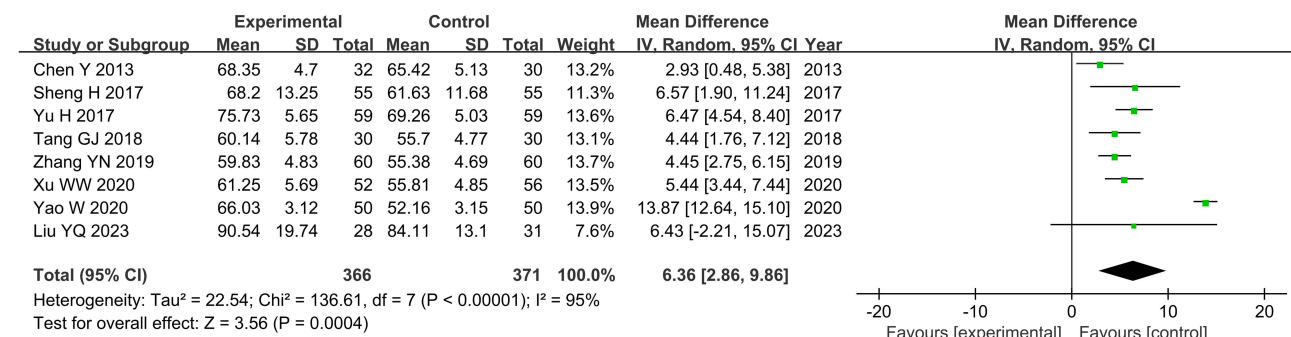 Experimental Control Mean Difference Mean Difference
Study or Subgroup Mean SD Total Mean SD Total Weight IV, Random, 95% CI Year IV, Random, 95% CI
Chen Y 2013 68.35 4.7 32 65.42 5.13 30 13.2% 2.93 [0.48, 5.38] 2013
Sheng H 2017 68.2 13.25 55 61.63 11.68 55 11.3% 6.57 [1.90, 11.24] 2017
Yu H 2017 75.73 5.65 59 69.26 5.03 59 13.6% 6.47 [4.54, 8.40] 2017
Tang GJ 2018 60.14 5.78 30 55.7 4.77 30 13.1% 4.44 [1.76, 7.12] 2018
Zhang YN 2019 59.83 4.83 60 55.38 4.69 60 13.7% 4.45 [2.75, 6.15] 2019
Xu WW 2020 61.25 5.69 52 55.81 4.85 56 13.5% 5.44 [3.44, 7.44] 2020
Yao W 2020 66.03 3.12 50 52.16 3.15 50 13.9% 13.87 [12.64, 15.10] 2020
Liu YQ 2023 90.54 19.74 28 84.11 13.1 31 7.6% 6.43 [-2.21, 15.07] 2023
Total (95% CI) 366 371 100.0% 6.36 [2.86, 9.86]
Heterogeneity: Tau² = 22.54; Chi² = 136.61, df = 7 (P < 0.00001); I² = 95%
Test for overall effect: Z = 3.56 (P = 0.0004)
-20 -10 0 10 20
Favours [experimental] Favours [control]